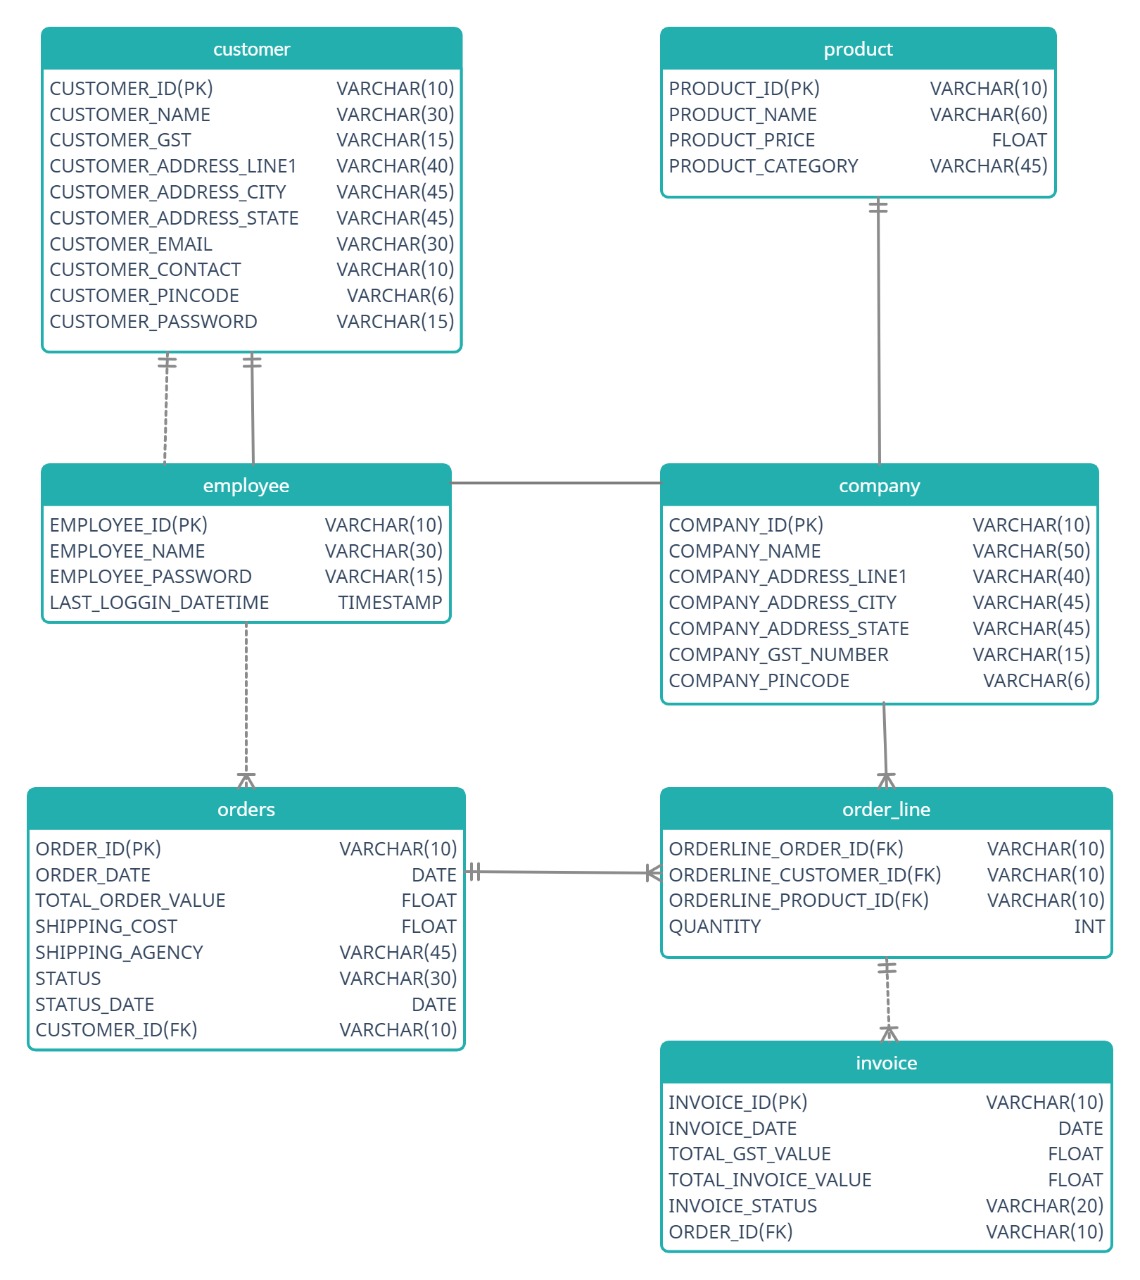 customer
CUSTOMER_ID(PK) VARCHAR(10)
CUSTOMER_NAME VARCHAR(30)
CUSTOMER_GST VARCHAR(15)
CUSTOMER_ADDRESS_LINE1 VARCHAR(40)
CUSTOMER_ADDRESS_CITY VARCHAR(45)
CUSTOMER_ADDRESS_STATE VARCHAR(45)
CUSTOMER_EMAIL VARCHAR(30)
CUSTOMER_CONTACT VARCHAR(10)
CUSTOMER_PINCODE VARCHAR(6)
CUSTOMER_PASSWORD VARCHAR(15)
product
PRODUCT_ID(PK) VARCHAR(10)
PRODUCT_NAME VARCHAR(60)
PRODUCT_PRICE FLOAT
PRODUCT_CATEGORY VARCHAR(45)
employee
EMPLOYEE_ID(PK) VARCHAR(10)
EMPLOYEE_NAME VARCHAR(30)
EMPLOYEE_PASSWORD VARCHAR(15)
LAST_LOGGIN_DATETIME TIMESTAMP
company
COMPANY_ID(PK) VARCHAR(10)
COMPANY_NAME VARCHAR(50)
COMPANY_ADDRESS_LINE1 VARCHAR(40)
COMPANY_ADDRESS_CITY VARCHAR(45)
COMPANY_ADDRESS_STATE VARCHAR(45)
COMPANY_GST_NUMBER VARCHAR(15)
COMPANY_PINCODE VARCHAR(6)
orders
ORDER_ID(PK) VARCHAR(10)
ORDER_DATE DATE
TOTAL_ORDER_VALUE FLOAT
SHIPPING_COST FLOAT
SHIPPING_AGENCY VARCHAR(45)
STATUS VARCHAR(30)
STATUS_DATE DATE
CUSTOMER_ID(FK) VARCHAR(10)
order_line
ORDERLINE_ORDER_ID(FK) VARCHAR(10)
ORDERLINE_CUSTOMER_ID(FK) VARCHAR(10)
ORDERLINE_PRODUCT_ID(FK) VARCHAR(10)
QUANTITY INT
invoice
INVOICE_ID(PK) VARCHAR(10)
INVOICE_DATE DATE
TOTAL_GST_VALUE FLOAT
TOTAL_INVOICE_VALUE FLOAT
INVOICE_STATUS VARCHAR(20)
ORDER_ID(FK) VARCHAR(10)